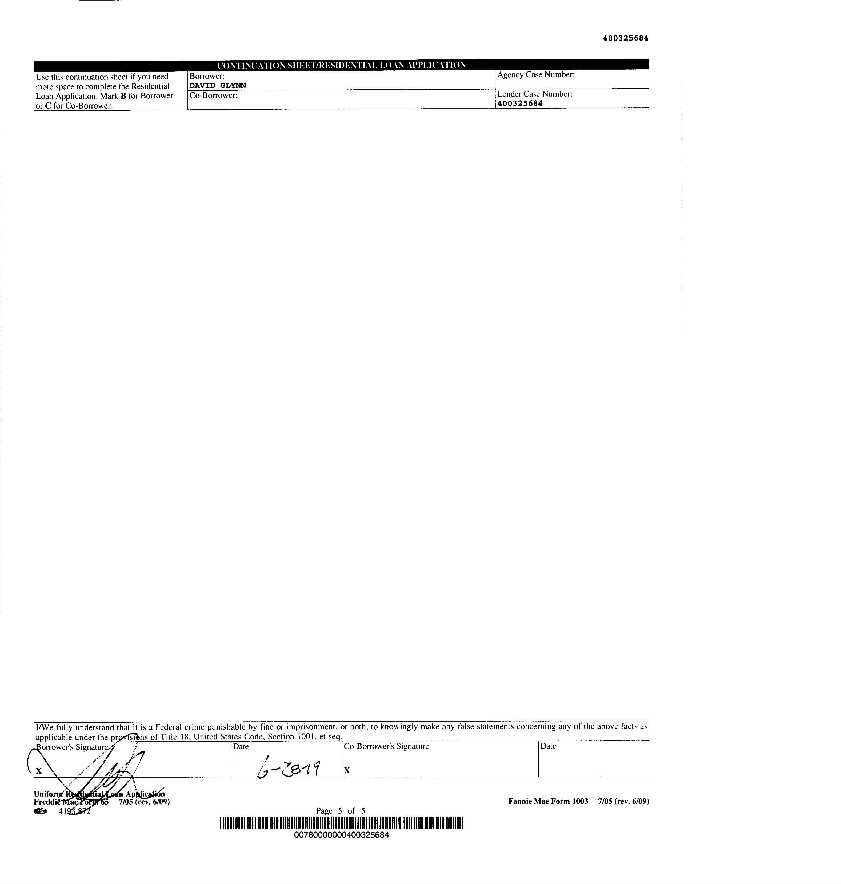 400325684
CONTINUATION SHEET/RESIDENTIAL LOAN APPLICATION
Use this continuation sheet if you need
more space to complete the Residential
Loan Application. Mark B for Borrower
or C for Co-Borrower.
Borrower:
DAVID GLYNN
Co-Borrower:
Agency Case Number:
Lender Case Number:
400325684
I/We fully understand that it is a Federal crime punishable by fine or imprisonment, or both, to knowingly make any false statements concerning any of the above facts as
applicable under the provisions of Title 18, United States Code, Section 1001, et seq.
Borrower's Signature Date Co-Borrower's Signature Date
X X
Uniform Residential Loan Application
Freddie Mac Form 65 7/05 (rev. 6/09) Fannie Mae Form 1003 7/05 (rev. 6/09)
Page 5 of 5
00780000000400325684